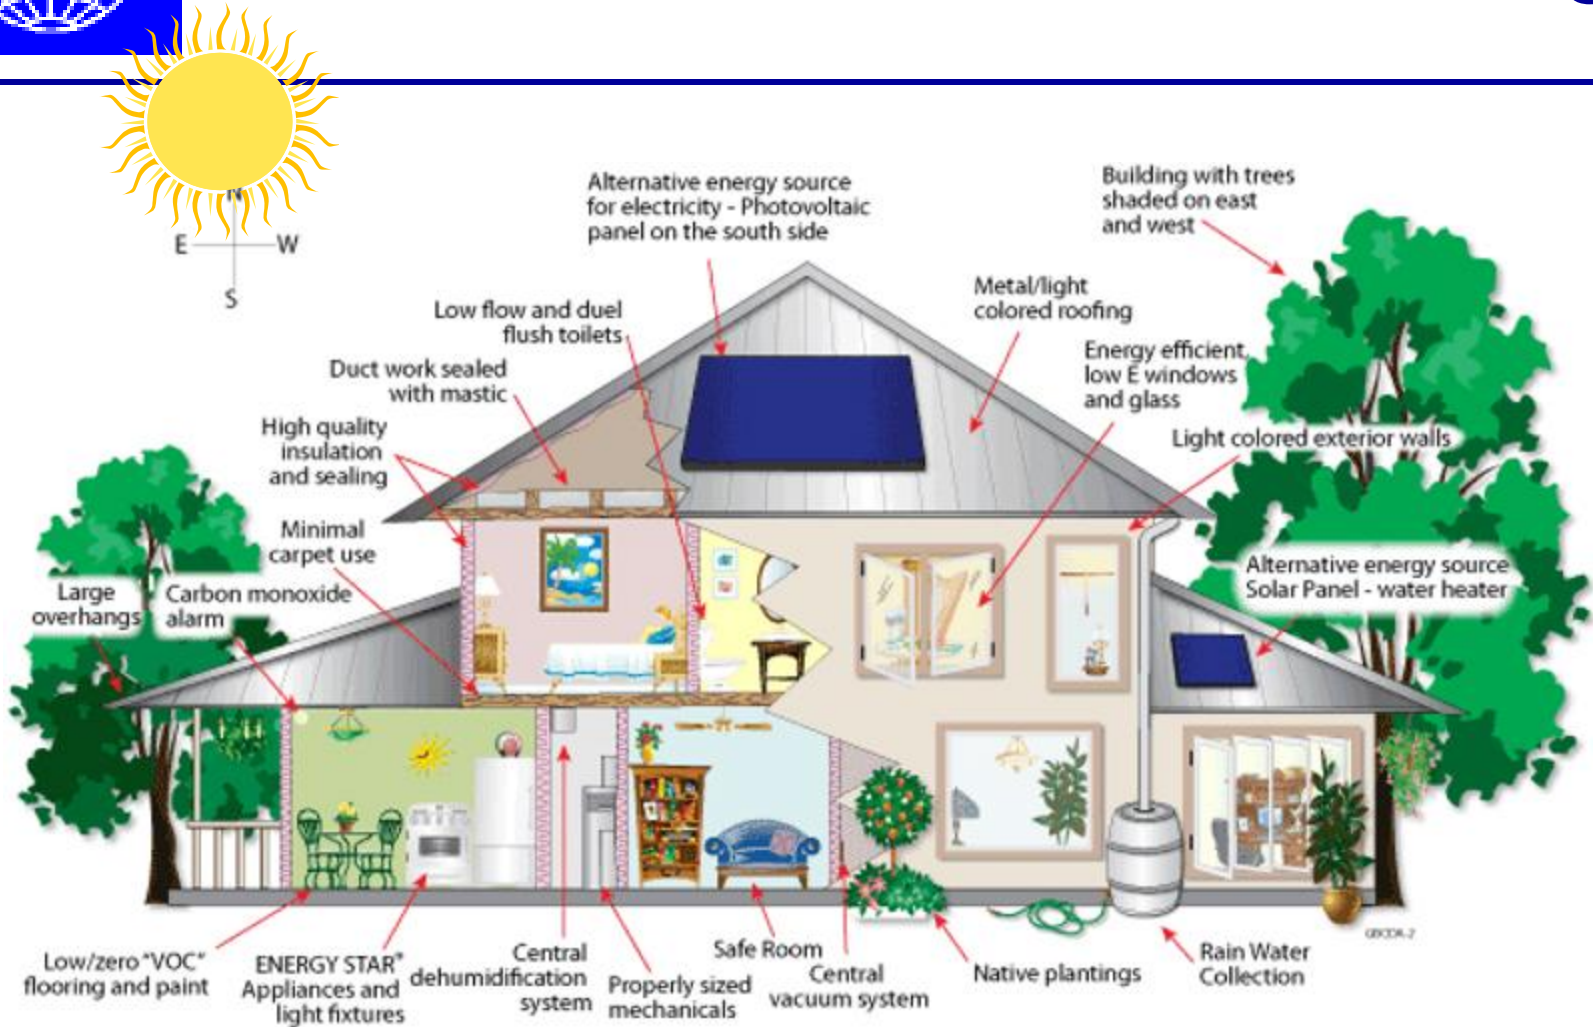 N
E
W
S
Alternative energy source
for electricity - Photovoltaic
panel on the south side
Building with trees
shaded on east
and west
Low flow and duel
flush toilets
Metal/light
colored roofing
Duct work sealed
with mastic
Energy efficient,
low E windows
and glass
High quality
insulation
and sealing
Light colored exterior walls
Minimal
carpet use
Alternative energy source
Solar Panel - water heater
Large
overhangs
Carbon monoxide
alarm
Low/zero "VOC"
flooring and paint
ENERGY STAR®
Appliances and
light fixtures
Central
dehumidification
system
Properly sized
mechanicals
Safe Room
Central
vacuum system
Native plantings
Rain Water
Collection